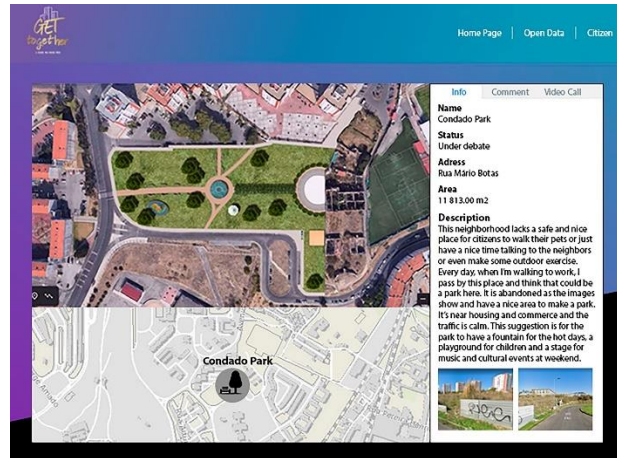 GET
together
Home Page
Open Data
Citizen
Info
Comment
Video Call
Name
Condado Park
Status
Under debate
Adress
Rua Mário Botas
Area
11 813.00 m2
Description
This neighborhood lacks a safe and nice
place for citizens to walk their pets or just
have a nice time talking to the neighbors
or even make some outdoor exercise.
Every day, when I'm walking to work, I
pass by this place and think that could be
a park here. It is abandoned as the images
show and have a nice area to make a park.
It's near housing and commerce and the
traffic is calm. This suggestion is for the
park to have a fountain for the hot days, a
playground for children and a stage for
music and cultural events at weekend.
Condado Park